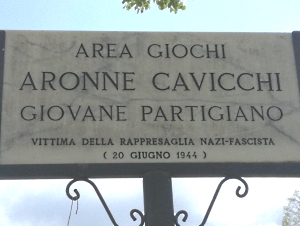 AREA GIOCHI
ARONNE CAVICCHI
GIOVANE PARTIGIANO
VITTIMA DELLA RAPPRESAGLIA NAZI-FASCISTA
( 20 GIUGNO 1944 )